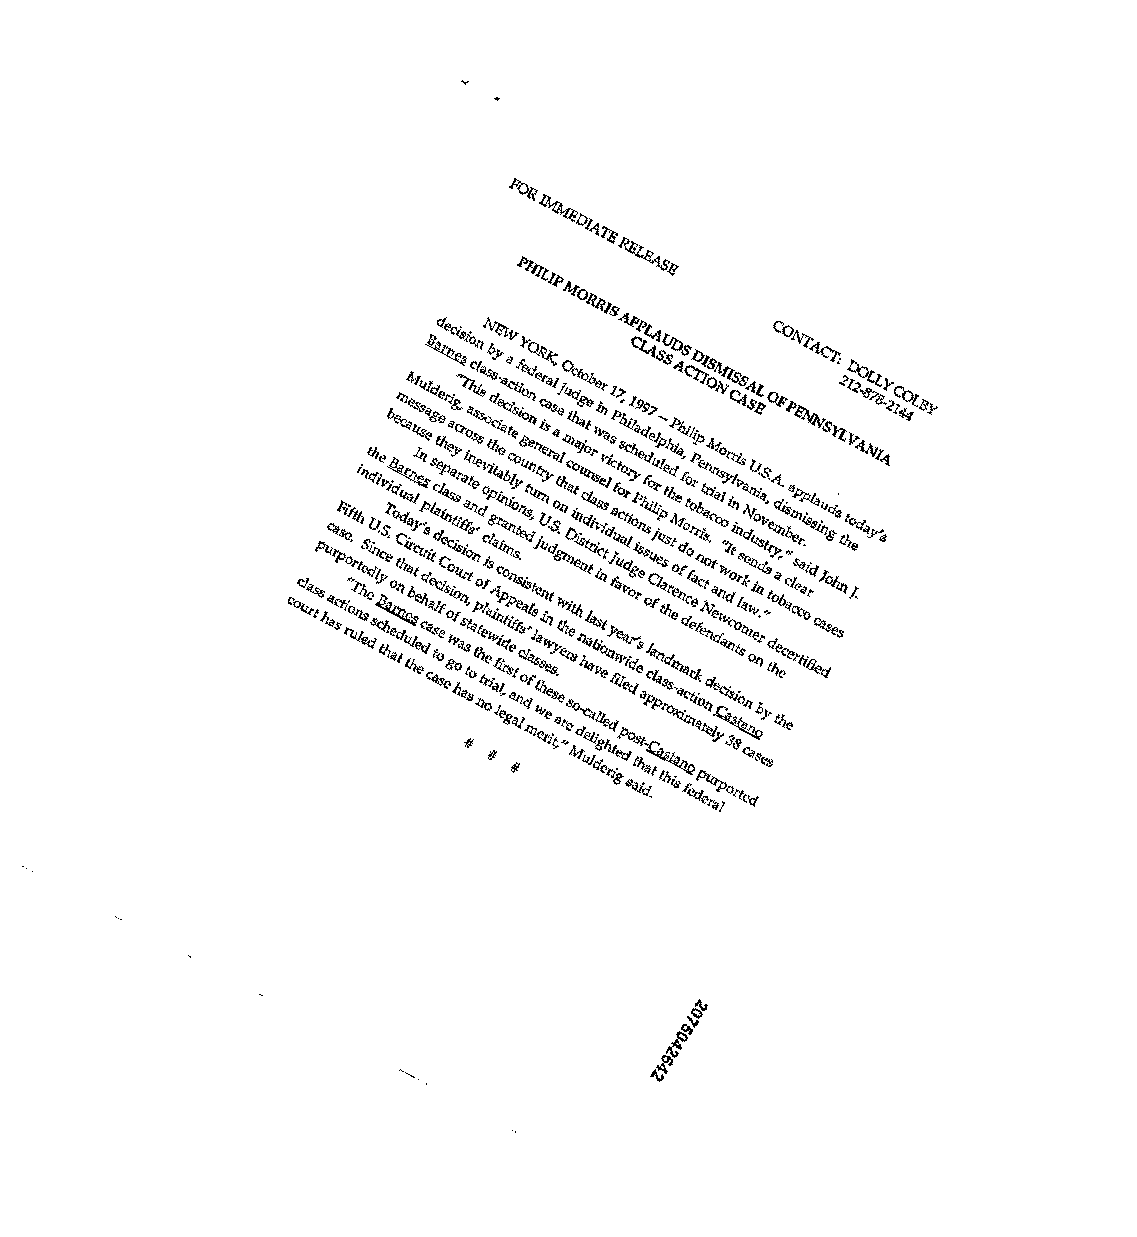 FOR IMMEDIATE RELEASE
CONTACT: DOLLY COLBY
212-878-2144
PHILIP MORRIS APPLAUDS DISMISSAL OF PENNSYLVANIA
CLASS ACTION CASE
NEW YORK, October 17, 1997 -- Philip Morris U.S.A. applauds today's
decision by a federal judge in Philadelphia, Pennsylvania, dismissing the
Barnes class-action case that was scheduled for trial in November.
"This decision is a major victory for the tobacco industry," said John J.
Mulderig, associate general counsel for Philip Morris. "It sends a clear
message across the country that class actions just do not work in tobacco cases
because they inevitably turn on individual issues of fact and law."
In separate opinions, U.S. District Judge Clarence Newcomer decertified
the Barnes class and granted judgment in favor of the defendants on the
individual plaintiffs' claims.
Today's decision is consistent with last year's landmark decision by the
Fifth U.S. Circuit Court of Appeals in the nationwide class-action Castano
case. Since that decision, plaintiffs' lawyers have filed approximately 38 cases
purportedly on behalf of statewide classes.
"The Barnes case was the first of these so-called post-Castano purported
class actions scheduled to go to trial, and we are delighted that this federal
court has ruled that the case has no legal merit," Mulderig said.
# # #
2075042642